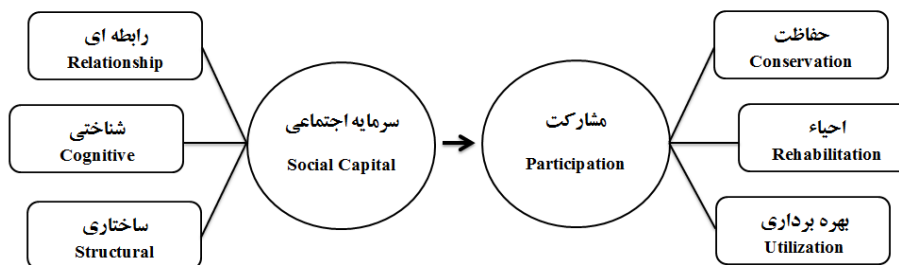 رابطه ای
Relationship
شناختی
Cognitive
ساختاری
Structural
سرمایه اجتماعی
Social Capital
مشارکت
Participation
حفاظت
Conservation
احیاء
Rehabilitation
بهره برداری
Utilization